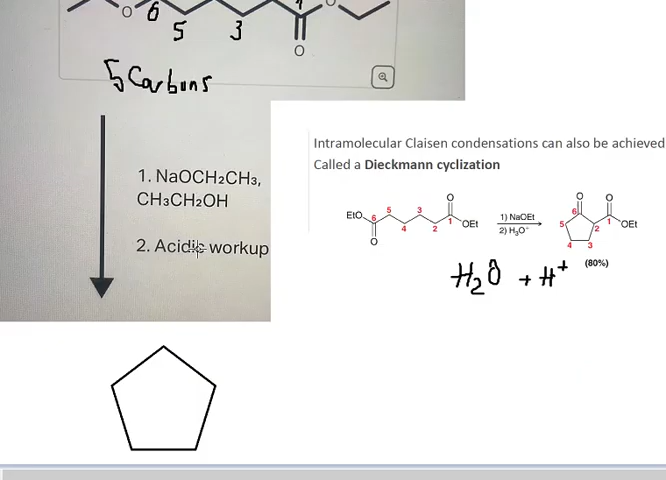 O
O
6
5
3
O
5 Carbons
1. NaOCH2CH3,
CH3CH2OH
2. Acidic workup
Intramolecular Claisen condensations can also be achieved
Called a Dieckmann cyclization
EtO 6 5 4 3 2 1 O OEt
O
1) NaOEt
2) H3O+
O O
6 5 4 3 2 1 OEt
(80%)
H2O + H+